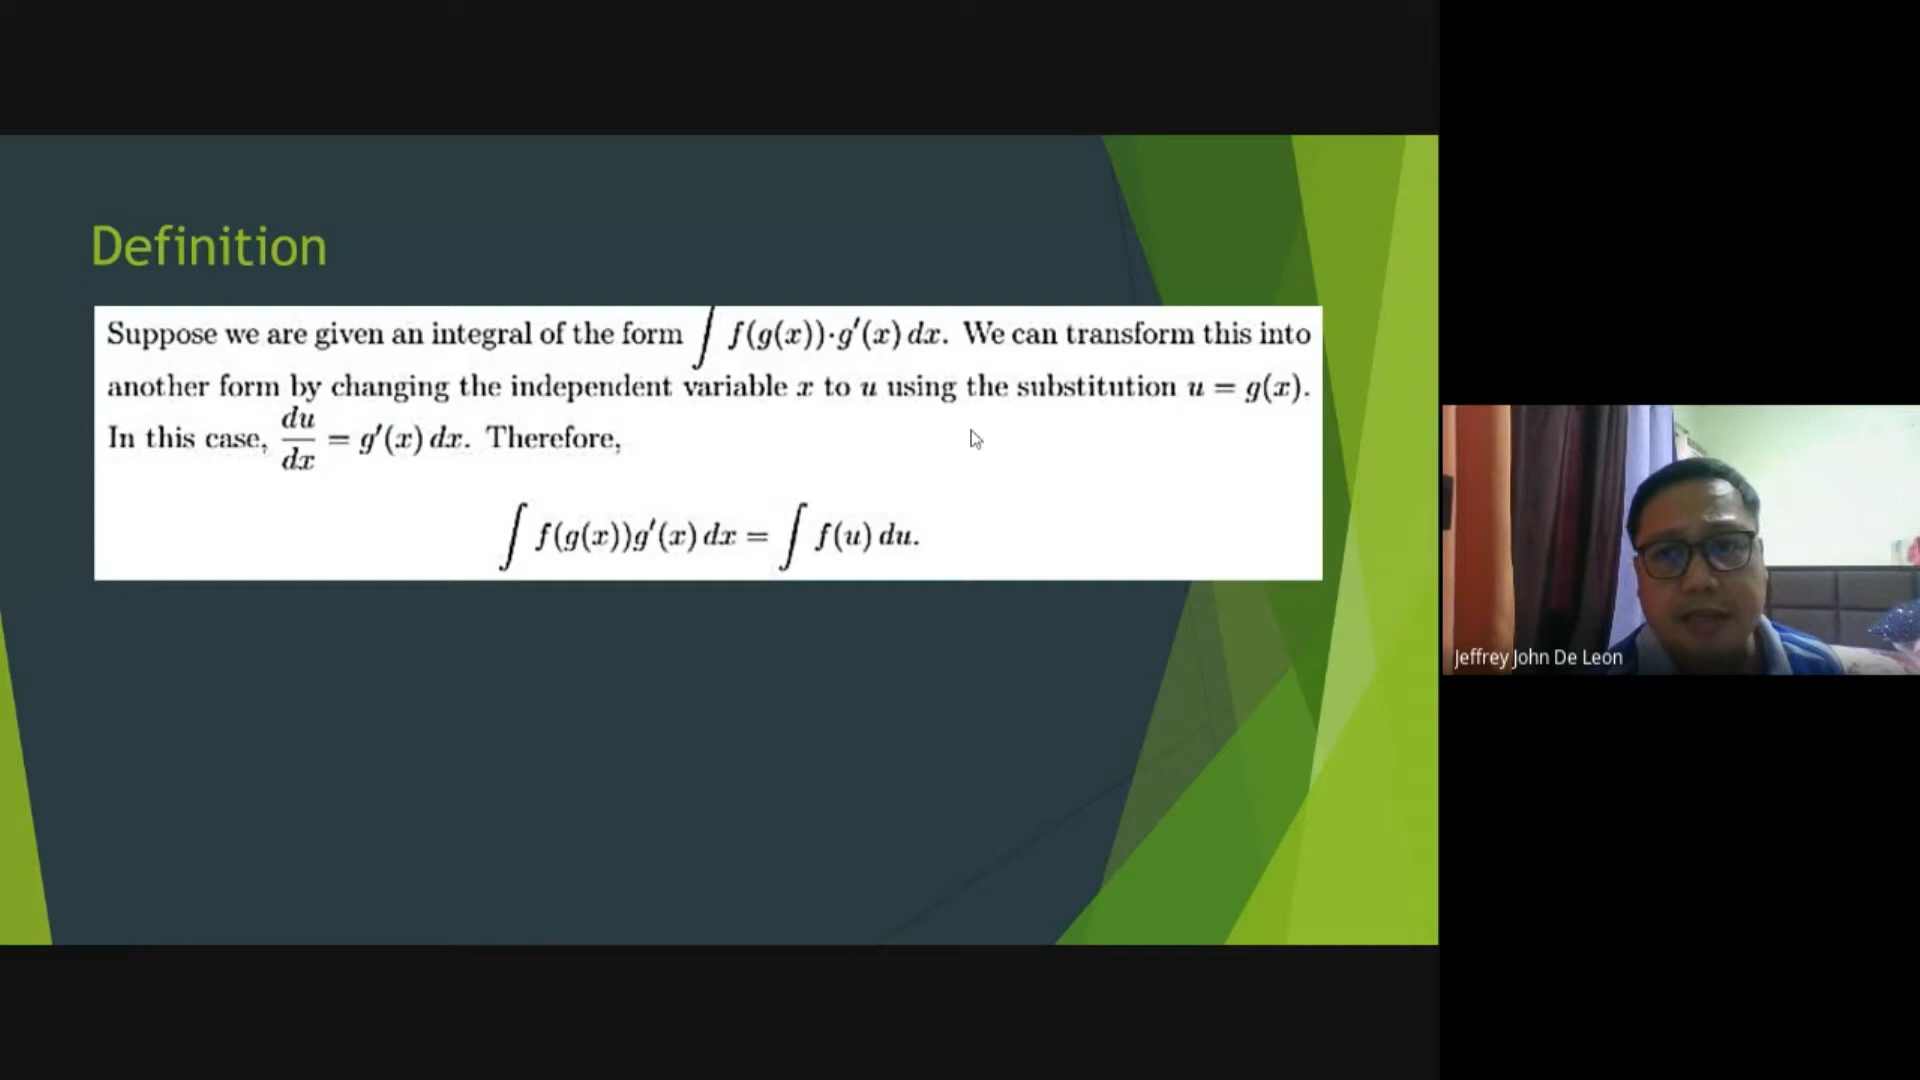 Definition
Suppose we are given an integral of the form ∫ f(g(x))·g′(x) dx. We can transform this into
another form by changing the independent variable x to u using the substitution u = g(x).
In this case, du/dx = g′(x) dx. Therefore,
∫ f(g(x))g′(x) dx = ∫ f(u) du.
Jeffrey John De Leon